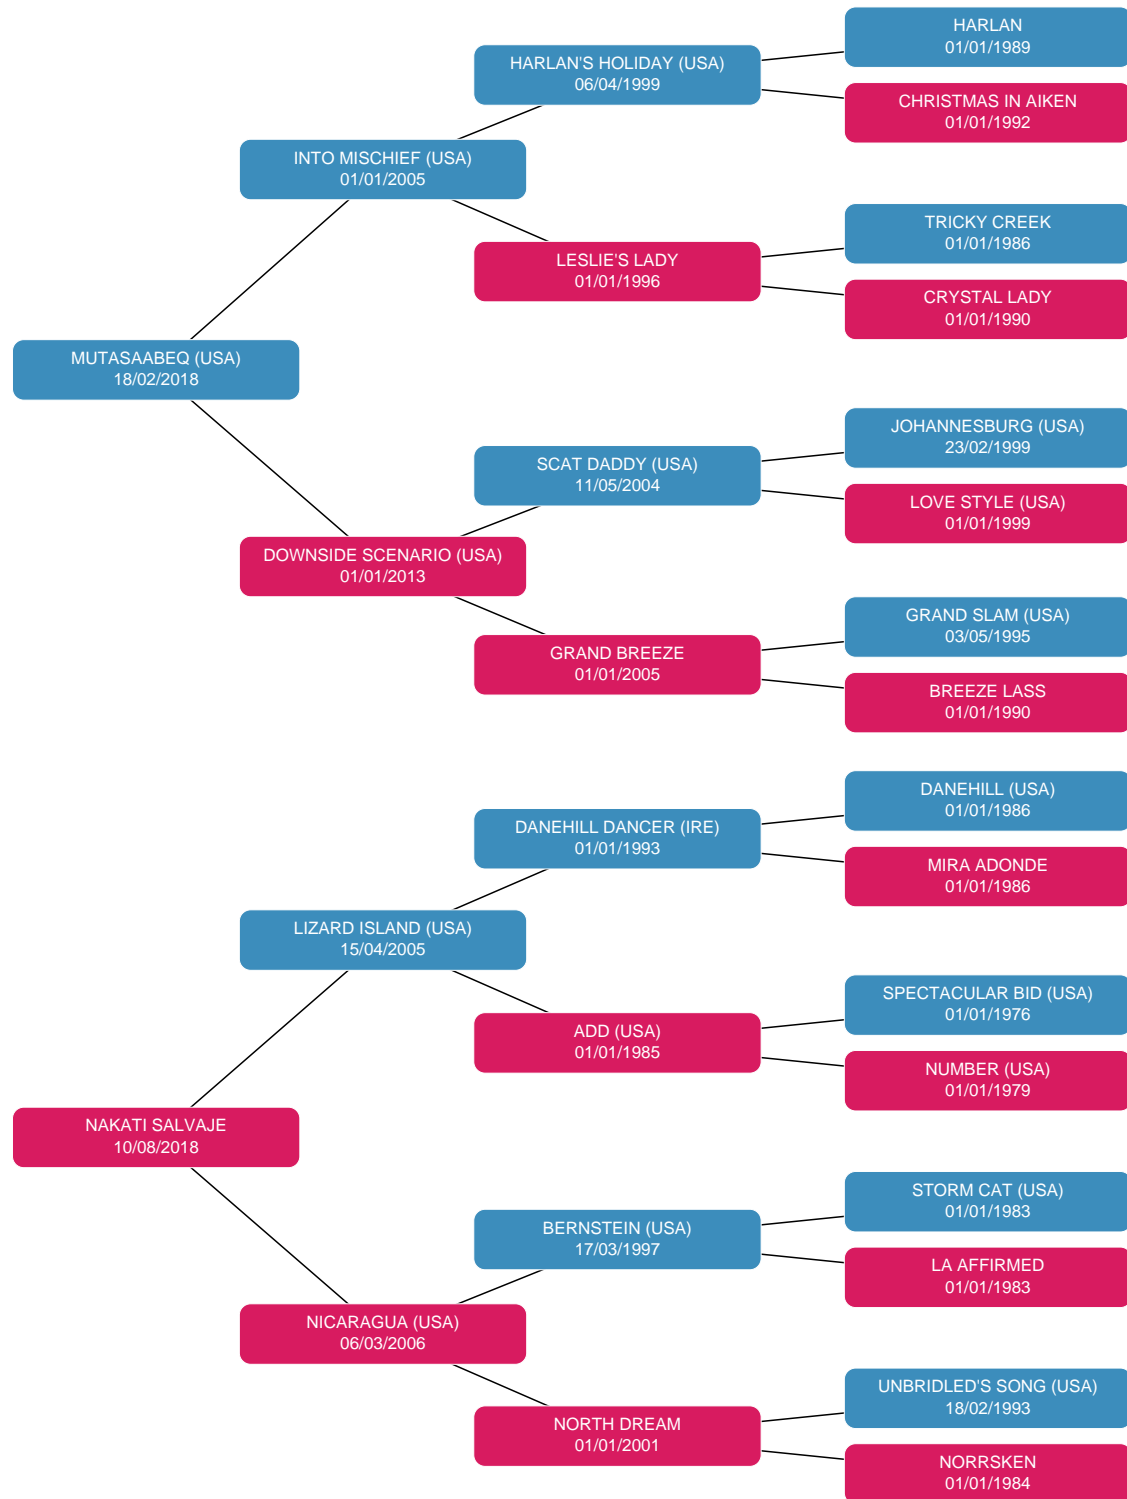 HARLAN
01/01/1989
HARLAN'S HOLIDAY (USA)
06/04/1999
CHRISTMAS IN AIKEN
01/01/1992
INTO MISCHIEF (USA)
01/01/2005
TRICKY CREEK
01/01/1986
LESLIE'S LADY
01/01/1996
CRYSTAL LADY
01/01/1990
MUTASAABEQ (USA)
18/02/2018
JOHANNESBURG (USA)
23/02/1999
SCAT DADDY (USA)
11/05/2004
LOVE STYLE (USA)
01/01/1999
DOWNSIDE SCENARIO (USA)
01/01/2013
GRAND SLAM (USA)
03/05/1995
GRAND BREEZE
01/01/2005
BREEZE LASS
01/01/1990
DANEHILL (USA)
01/01/1986
DANEHILL DANCER (IRE)
01/01/1993
MIRA ADONDE
01/01/1986
LIZARD ISLAND (USA)
15/04/2005
SPECTACULAR BID (USA)
01/01/1976
ADD (USA)
01/01/1985
NUMBER (USA)
01/01/1979
NAKATI SALVAJE
10/08/2018
STORM CAT (USA)
01/01/1983
BERNSTEIN (USA)
17/03/1997
LA AFFIRMED
01/01/1983
NICARAGUA (USA)
06/03/2006
UNBRIDLED'S SONG (USA)
18/02/1993
NORTH DREAM
01/01/2001
NORRSKEN
01/01/1984